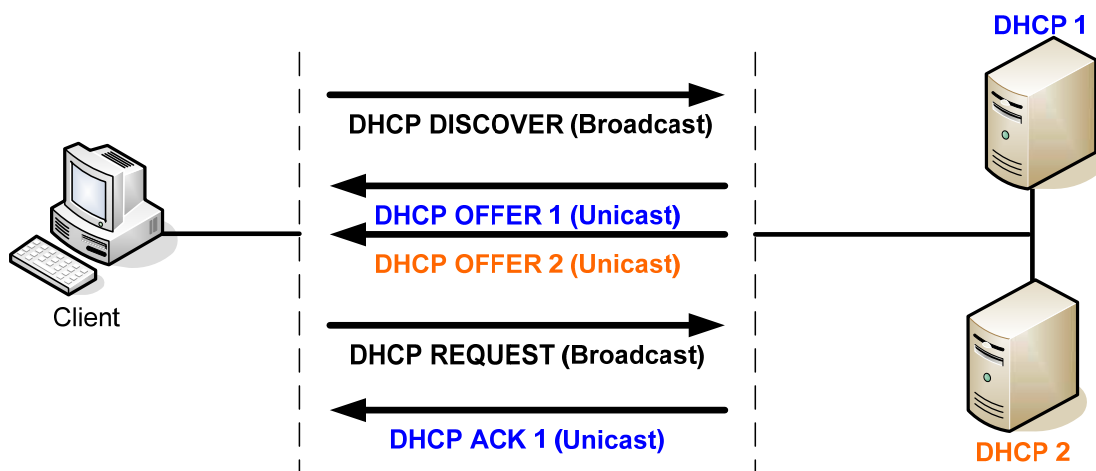 DHCP 1
DHCP DISCOVER (Broadcast)
DHCP OFFER 1 (Unicast)
DHCP OFFER 2 (Unicast)
Client
DHCP REQUEST (Broadcast)
DHCP ACK 1 (Unicast)
DHCP 2